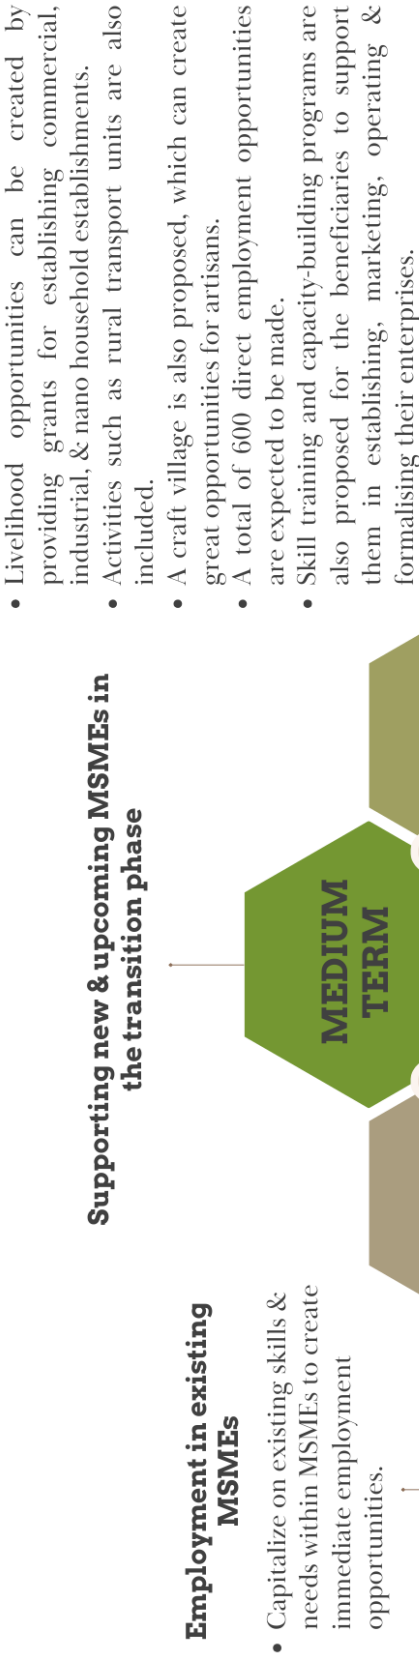 Employment in existing
MSMEs
• Capitalize on existing skills &
needs within MSMEs to create
immediate employment
opportunities.
Supporting new & upcoming MSMEs in
the transition phase
MEDIUM
TERM
• Livelihood opportunities can be created by
providing grants for establishing commercial,
industrial, & nano household establishments.
• Activities such as rural transport units are also
included.
• A craft village is also proposed, which can create
great opportunities for artisans.
• A total of 600 direct employment opportunities
are expected to be made.
• Skill training and capacity-building programs are
also proposed for the beneficiaries to support
them in establishing, marketing, operating &
formalising their enterprises.